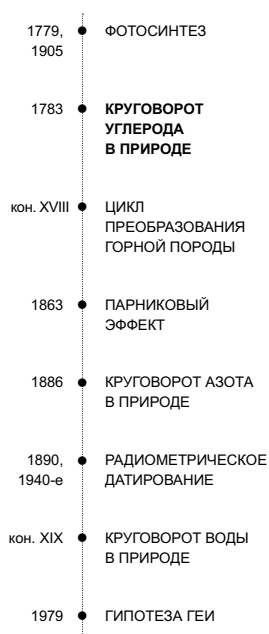 1779, ФОТОСИНТЕЗ
1905
1783 КРУГОВОРОТ
УГЛЕРОДА
В ПРИРОДЕ
кон. XVIII ЦИКЛ
ПРЕОБРАЗОВАНИЯ
ГОРНОЙ ПОРОДЫ
1863 ПАРНИКОВЫЙ
ЭФФЕКТ
1886 КРУГОВОРОТ АЗОТА
В ПРИРОДЕ
1890, РАДИОМЕТРИЧЕСКОЕ
1940-е ДАТИРОВАНИЕ
кон. XIX КРУГОВОРОТ ВОДЫ
В ПРИРОДЕ
1979 ГИПОТЕЗА ГЕИ